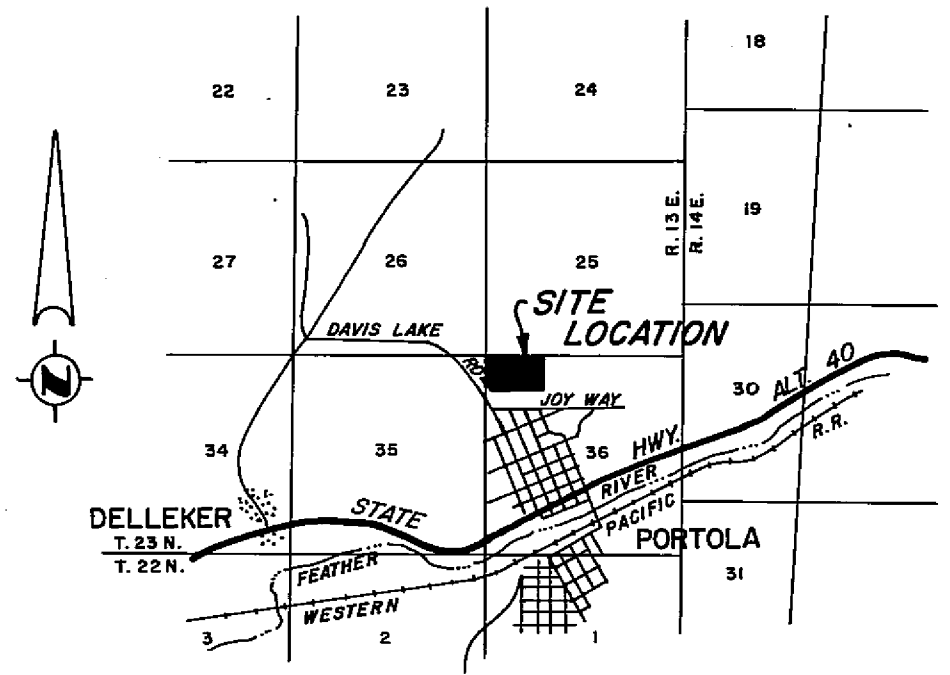 18
22
23
24
R. 13 E.
R. 14 E.
19
27
26
25
SITE
LOCATION
DAVIS LAKE
RD
JOY WAY
30
ALT. 40
34
35
36
HWY.
R.R.
RIVER
STATE
PACIFIC
DELLEKER
T. 23 N.
T. 22 N.
PORTOLA
FEATHER
31
WESTERN
3
2
1
N